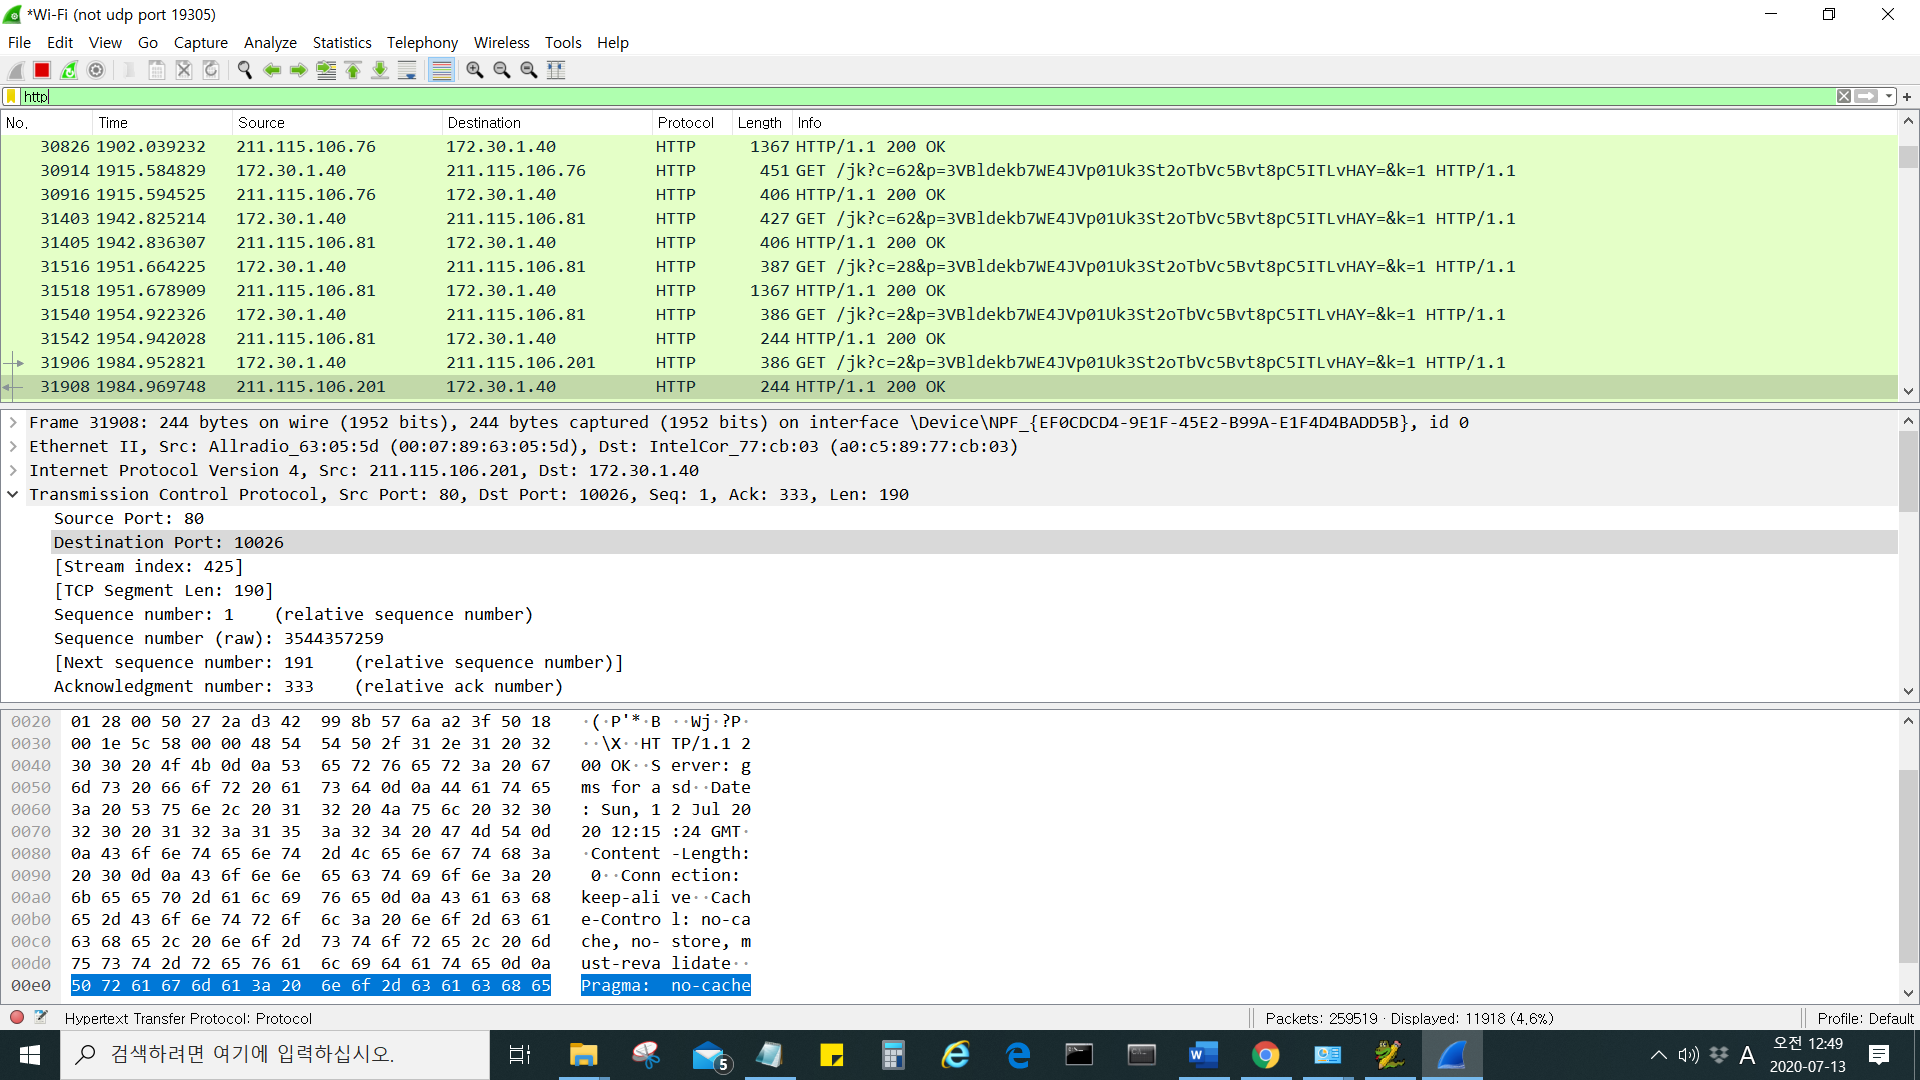 *Wi-Fi (not udp port 19305)
File Edit View Go Capture Analyze Statistics Telephony Wireless Tools Help
http
No. Time Source Destination Protocol Length Info
30826 1902.039232 211.115.106.76 172.30.1.40 HTTP 1367 HTTP/1.1 200 OK
30914 1915.584829 172.30.1.40 211.115.106.76 HTTP 451 GET /jk?c=62&p=3VBldekb7WE4JVp01Uk3St2oTbVc5Bvt8pC5ITLvHAY=&k=1 HTTP/1.1
30916 1915.594525 211.115.106.76 172.30.1.40 HTTP 406 HTTP/1.1 200 OK
31403 1942.825214 172.30.1.40 211.115.106.81 HTTP 427 GET /jk?c=62&p=3VBldekb7WE4JVp01Uk3St2oTbVc5Bvt8pC5ITLvHAY=&k=1 HTTP/1.1
31405 1942.836307 211.115.106.81 172.30.1.40 HTTP 406 HTTP/1.1 200 OK
31516 1951.664225 172.30.1.40 211.115.106.81 HTTP 387 GET /jk?c=28&p=3VBldekb7WE4JVp01Uk3St2oTbVc5Bvt8pC5ITLvHAY=&k=1 HTTP/1.1
31518 1951.678909 211.115.106.81 172.30.1.40 HTTP 1367 HTTP/1.1 200 OK
31540 1954.922326 172.30.1.40 211.115.106.81 HTTP 386 GET /jk?c=2&p=3VBldekb7WE4JVp01Uk3St2oTbVc5Bvt8pC5ITLvHAY=&k=1 HTTP/1.1
31542 1954.942028 211.115.106.81 172.30.1.40 HTTP 244 HTTP/1.1 200 OK
31906 1984.952821 172.30.1.40 211.115.106.201 HTTP 386 GET /jk?c=2&p=3VBldekb7WE4JVp01Uk3St2oTbVc5Bvt8pC5ITLvHAY=&k=1 HTTP/1.1
31908 1984.969748 211.115.106.201 172.30.1.40 HTTP 244 HTTP/1.1 200 OK
Frame 31908: 244 bytes on wire (1952 bits), 244 bytes captured (1952 bits) on interface \Device\NPF_{EF0CDCD4-9E1F-45E2-B99A-E1F4D4BADD5B}, id 0
Ethernet II, Src: Allradio_63:05:5d (00:07:89:63:05:5d), Dst: IntelCor_77:cb:03 (a0:c5:89:77:cb:03)
Internet Protocol Version 4, Src: 211.115.106.201, Dst: 172.30.1.40
Transmission Control Protocol, Src Port: 80, Dst Port: 10026, Seq: 1, Ack: 333, Len: 190
Source Port: 80
Destination Port: 10026
[Stream index: 425]
[TCP Segment Len: 190]
Sequence number: 1 (relative sequence number)
Sequence number (raw): 3544357259
[Next sequence number: 191 (relative sequence number)]
Acknowledgment number: 333 (relative ack number)
0020 01 28 00 50 27 2a d3 42 99 8b 57 6a a2 3f 50 18 ·(·P'*·B ··Wj·?P·
0030 00 1e 5c 58 00 00 48 54 54 50 2f 31 2e 31 20 32 ··\X··HT TP/1.1 2
0040 30 30 20 4f 4b 0d 0a 53 65 72 76 65 72 3a 20 67 00 OK··S erver: g
0050 6d 73 20 66 6f 72 20 61 73 64 0d 0a 44 61 74 65 ms for a sd··Date
0060 3a 20 53 75 6e 2c 20 31 32 20 4a 75 6c 20 32 30 : Sun, 1 2 Jul 20
0070 32 30 20 31 32 3a 31 35 3a 32 34 20 47 4d 54 0d 20 12:15 :24 GMT·
0080 0a 43 6f 6e 74 65 6e 74 2d 4c 65 6e 67 74 68 3a ·Content -Length:
0090 20 30 0d 0a 43 6f 6e 6e 65 63 74 69 6f 6e 3a 20 0··Conn ection:
00a0 6b 65 65 70 2d 61 6c 69 76 65 0d 0a 43 61 63 68 keep-ali ve··Cach
00b0 65 2d 43 6f 6e 74 72 6f 6c 3a 20 6e 6f 2d 63 61 e-Contro l: no-ca
00c0 63 68 65 2c 20 6e 6f 2d 73 74 6f 72 65 2c 20 6d che, no- store, m
00d0 75 73 74 2d 72 65 76 61 6c 69 64 61 74 65 0d 0a ust-reva lidate··
00e0 50 72 61 67 6d 61 3a 20 6e 6f 2d 63 61 63 68 65 Pragma: no-cache
Hypertext Transfer Protocol: Protocol Packets: 259519 · Displayed: 11918 (4.6%) Profile: Default
검색하려면 여기에 입력하십시오. 5 A 오전 12:49
2020-07-13